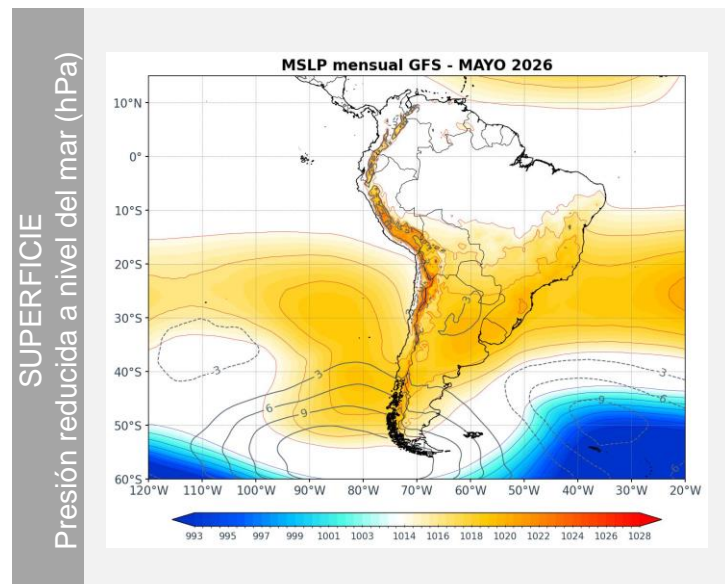 SUPERFICIE
Presión reducida a nivel del mar (hPa)
MSLP mensual GFS - MAYO 2026
10°N
0°
10°S
20°S
30°S
40°S
50°S
60°S
3
3
3
6
9
3
6
9
6
120°W 110°W 100°W 90°W 80°W 70°W 60°W 50°W 40°W 30°W 20°W
993 995 997 999 1001 1003 1014 1016 1018 1020 1022 1024 1026 1028